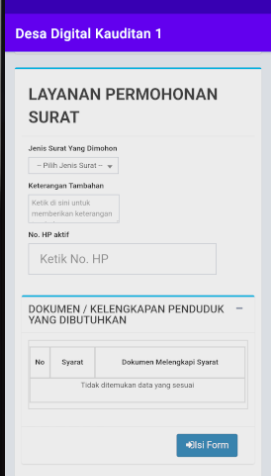 Desa Digital Kauditan 1
LAYANAN PERMOHONAN
SURAT
Jenis Surat Yang Dimohon
-- Pilih Jenis Surat --
Keterangan Tambahan
Ketik di sini untuk
memberikan keterangan
No. HP aktif
Ketik No. HP
DOKUMEN / KELENGKAPAN PENDUDUK
YANG DIBUTUHKAN
No Syarat Dokumen Melengkapi Syarat
Tidak ditemukan data yang sesuai
Isi Form